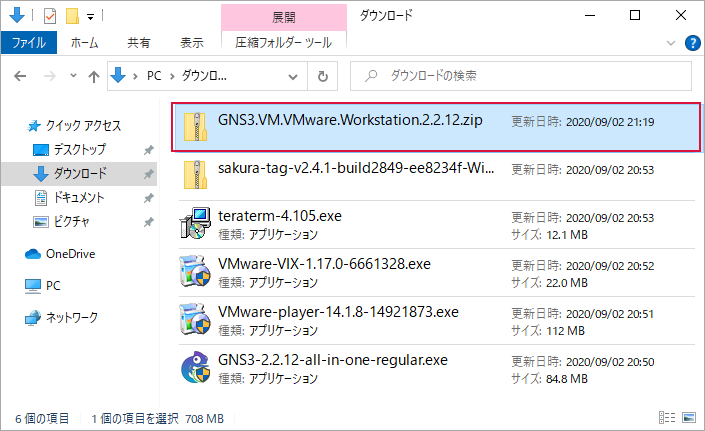 展開
ダウンロード
ファイル
ホーム
共有
表示
圧縮フォルダー ツール
PC
ダウンロ...
ダウンロードの検索
クイック アクセス
デスクトップ
ダウンロード
ドキュメント
ピクチャ
OneDrive
PC
ネットワーク
GNS3.VM.VMware.Workstation.2.2.12.zip
更新日時: 2020/09/02 21:19
sakura-tag-v2.4.1-build2849-ee8234f-Wi...
更新日時: 2020/09/02 20:53
teraterm-4.105.exe
更新日時: 2020/09/02 20:53
種類: アプリケーション
サイズ: 12.1 MB
VMware-VIX-1.17.0-6661328.exe
更新日時: 2020/09/02 20:52
種類: アプリケーション
サイズ: 22.0 MB
VMware-player-14.1.8-14921873.exe
更新日時: 2020/09/02 20:51
種類: アプリケーション
サイズ: 112 MB
GNS3-2.2.12-all-in-one-regular.exe
更新日時: 2020/09/02 20:50
種類: アプリケーション
サイズ: 84.8 MB
6 個の項目
1 個の項目を選択 708 MB